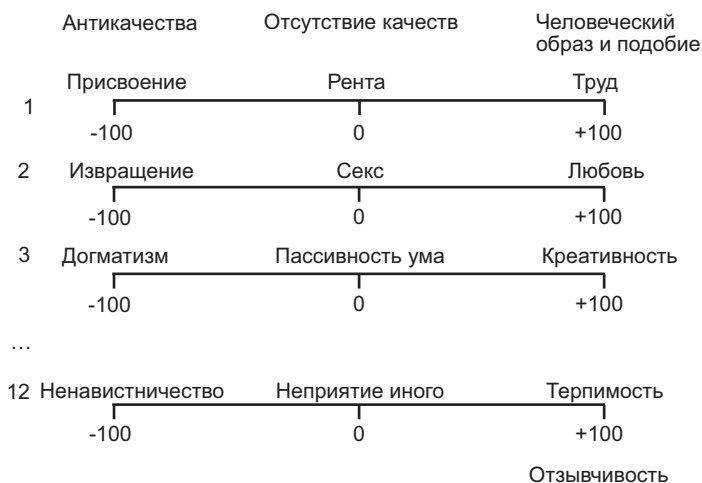 Антикачества Отсутствие качеств Человеческий
образ и подобие
Присвоение Рента Труд
1
-100 0 +100
2 Извращение Секс Любовь
-100 0 +100
3 Догматизм Пассивность ума Креативность
-100 0 +100
…
12 Ненавистничество Неприятие иного Терпимость
-100 0 +100
Отзывчивость